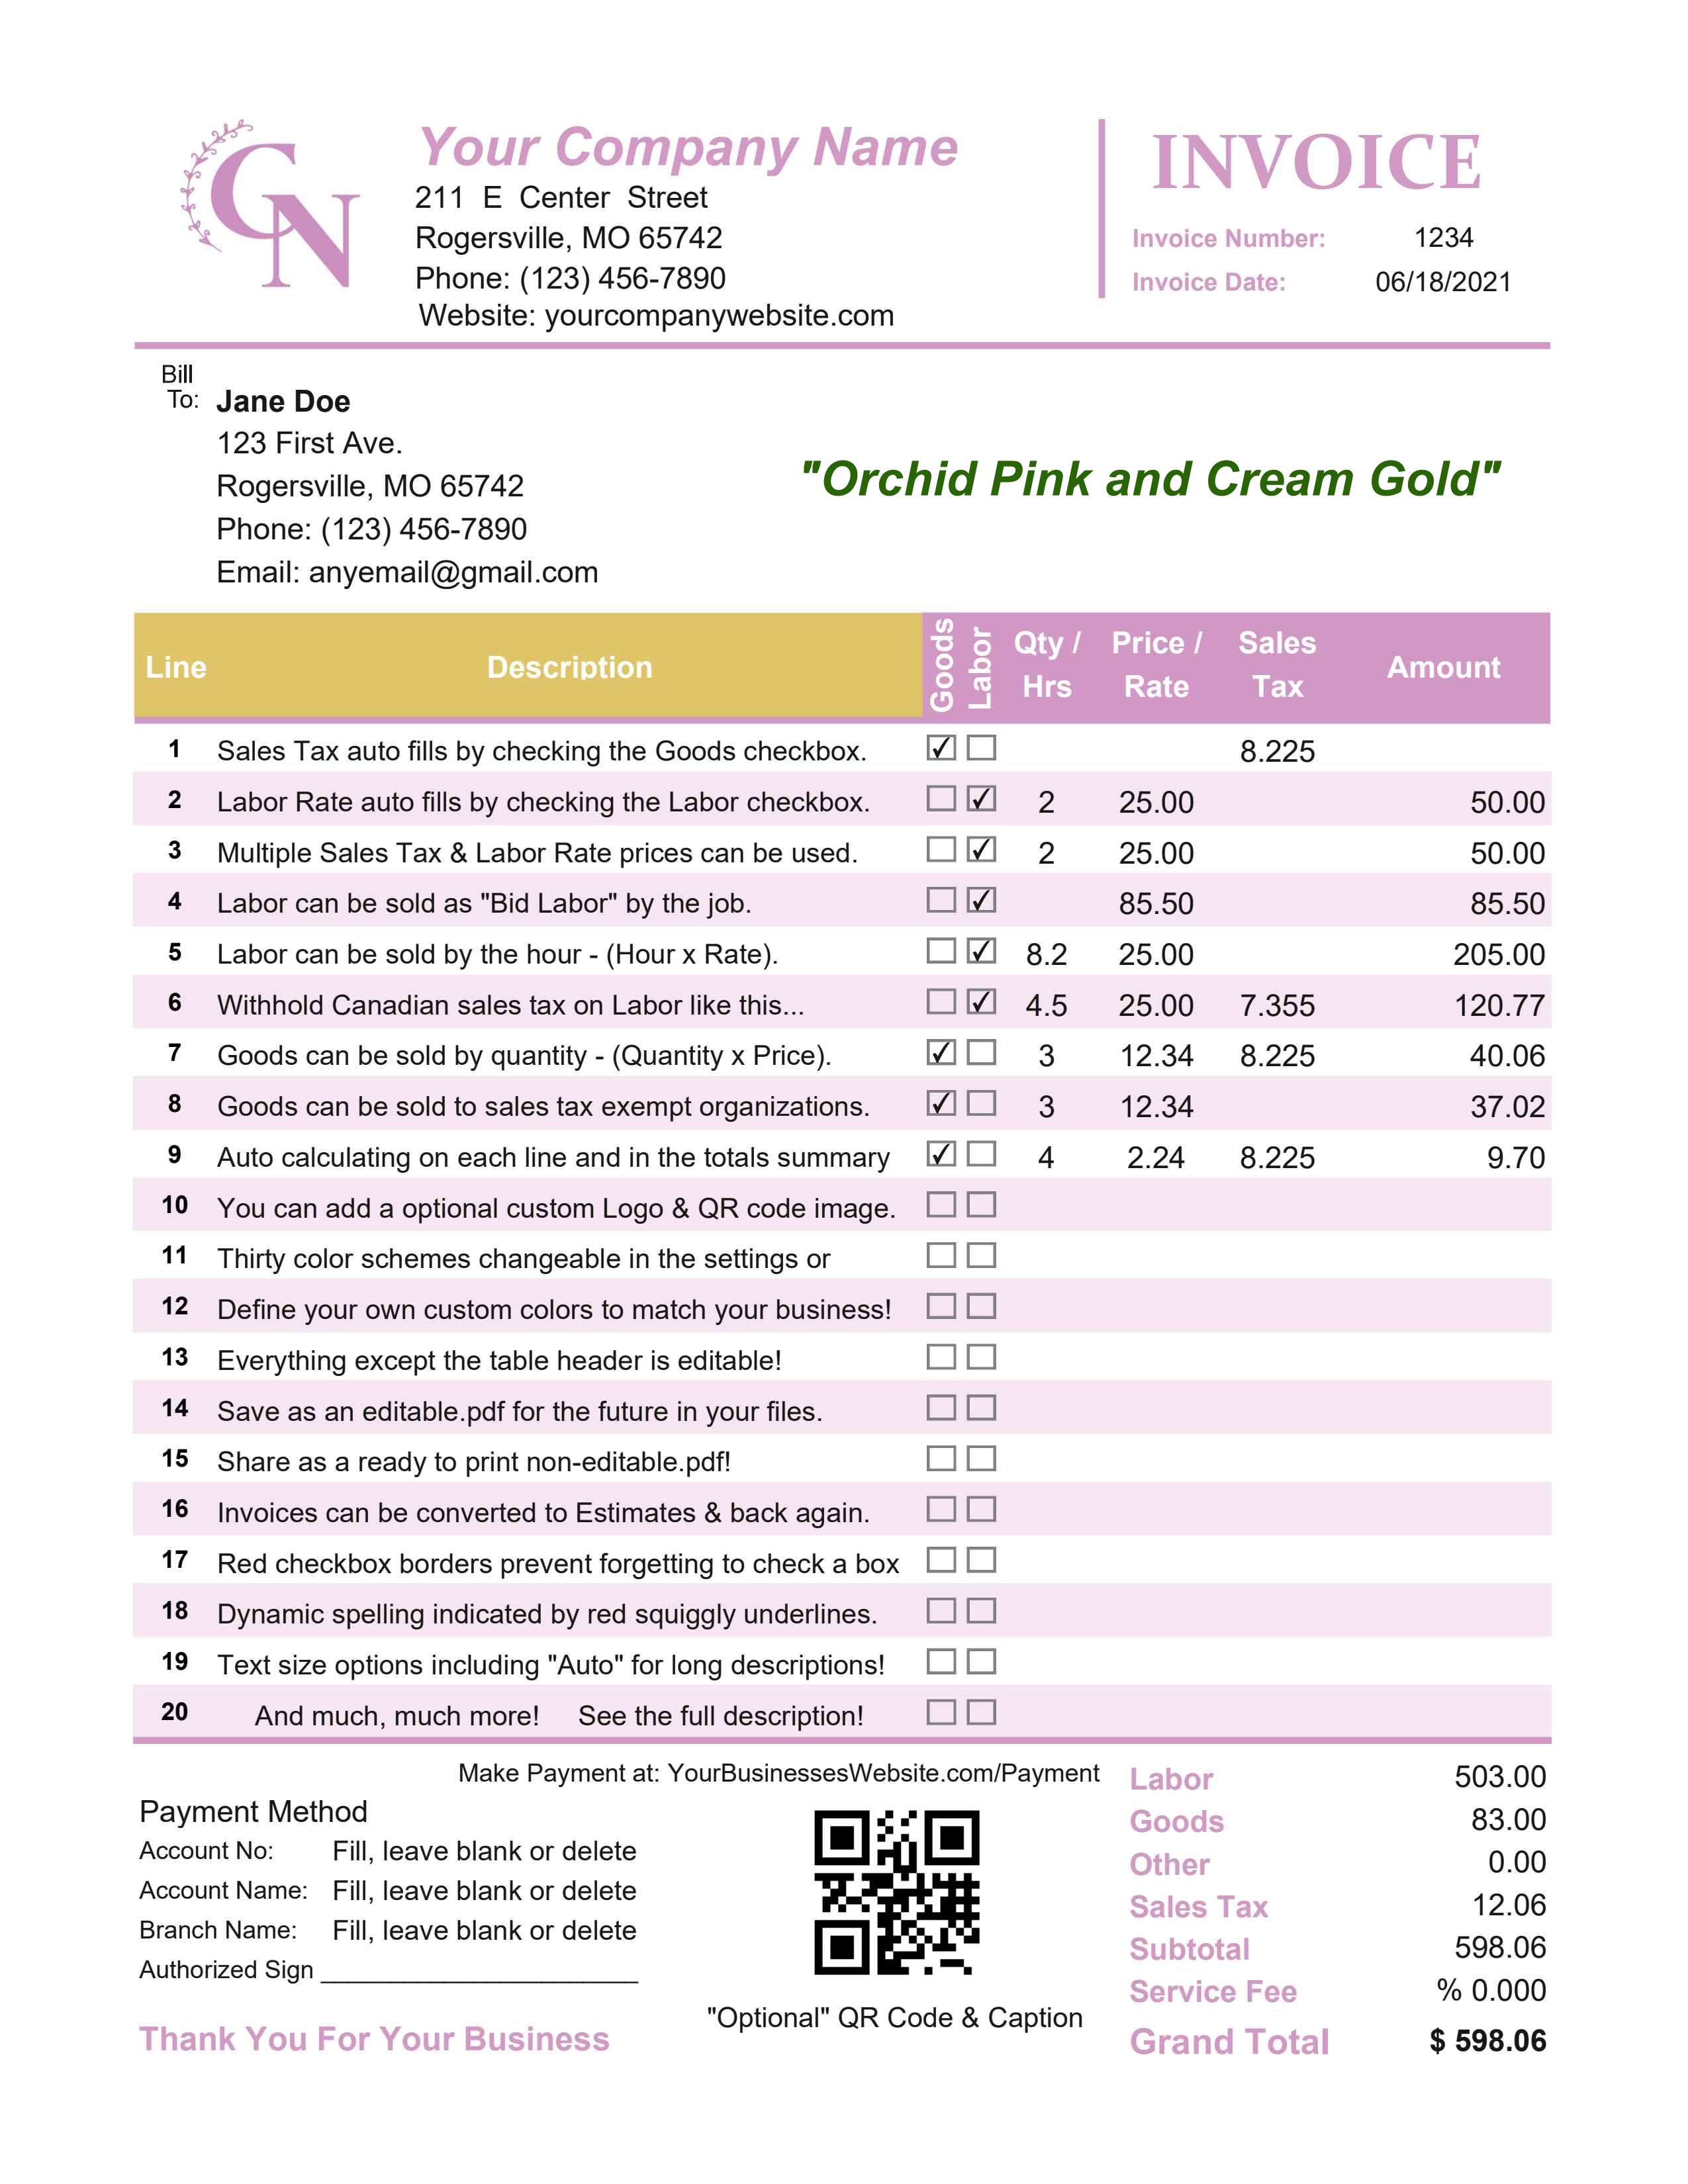 CN
Your Company Name
211 E Center Street
Rogersville, MO 65742
Phone: (123) 456-7890
Website: yourcompanywebsite.com
INVOICE
Invoice Number: 1234
Invoice Date: 06/18/2021
Bill
To: Jane Doe
123 First Ave.
Rogersville, MO 65742
Phone: (123) 456-7890
Email: anyemail@gmail.com
"Orchid Pink and Cream Gold"
Line Description Goods Labor Qty / Hrs Price / Rate Sales Tax Amount
1 Sales Tax auto fills by checking the Goods checkbox. ✓ 8.225
2 Labor Rate auto fills by checking the Labor checkbox. ✓ 2 25.00 50.00
3 Multiple Sales Tax & Labor Rate prices can be used. ✓ 2 25.00 50.00
4 Labor can be sold as "Bid Labor" by the job. ✓ 85.50 85.50
5 Labor can be sold by the hour - (Hour x Rate). ✓ 8.2 25.00 205.00
6 Withhold Canadian sales tax on Labor like this... ✓ 4.5 25.00 7.355 120.77
7 Goods can be sold by quantity - (Quantity x Price). ✓ 3 12.34 8.225 40.06
8 Goods can be sold to sales tax exempt organizations. ✓ 3 12.34 37.02
9 Auto calculating on each line and in the totals summary ✓ 4 2.24 8.225 9.70
10 You can add a optional custom Logo & QR code image.
11 Thirty color schemes changeable in the settings or
12 Define your own custom colors to match your business!
13 Everything except the table header is editable!
14 Save as an editable.pdf for the future in your files.
15 Share as a ready to print non-editable.pdf!
16 Invoices can be converted to Estimates & back again.
17 Red checkbox borders prevent forgetting to check a box
18 Dynamic spelling indicated by red squiggly underlines.
19 Text size options including "Auto" for long descriptions!
20 And much, much more! See the full description!
Make Payment at: YourBusinessesWebsite.com/Payment
Payment Method
Account No: Fill, leave blank or delete
Account Name: Fill, leave blank or delete
Branch Name: Fill, leave blank or delete
Authorized Sign
Thank You For Your Business
"Optional" QR Code & Caption
Labor 503.00
Goods 83.00
Other 0.00
Sales Tax 12.06
Subtotal 598.06
Service Fee % 0.000
Grand Total $ 598.06